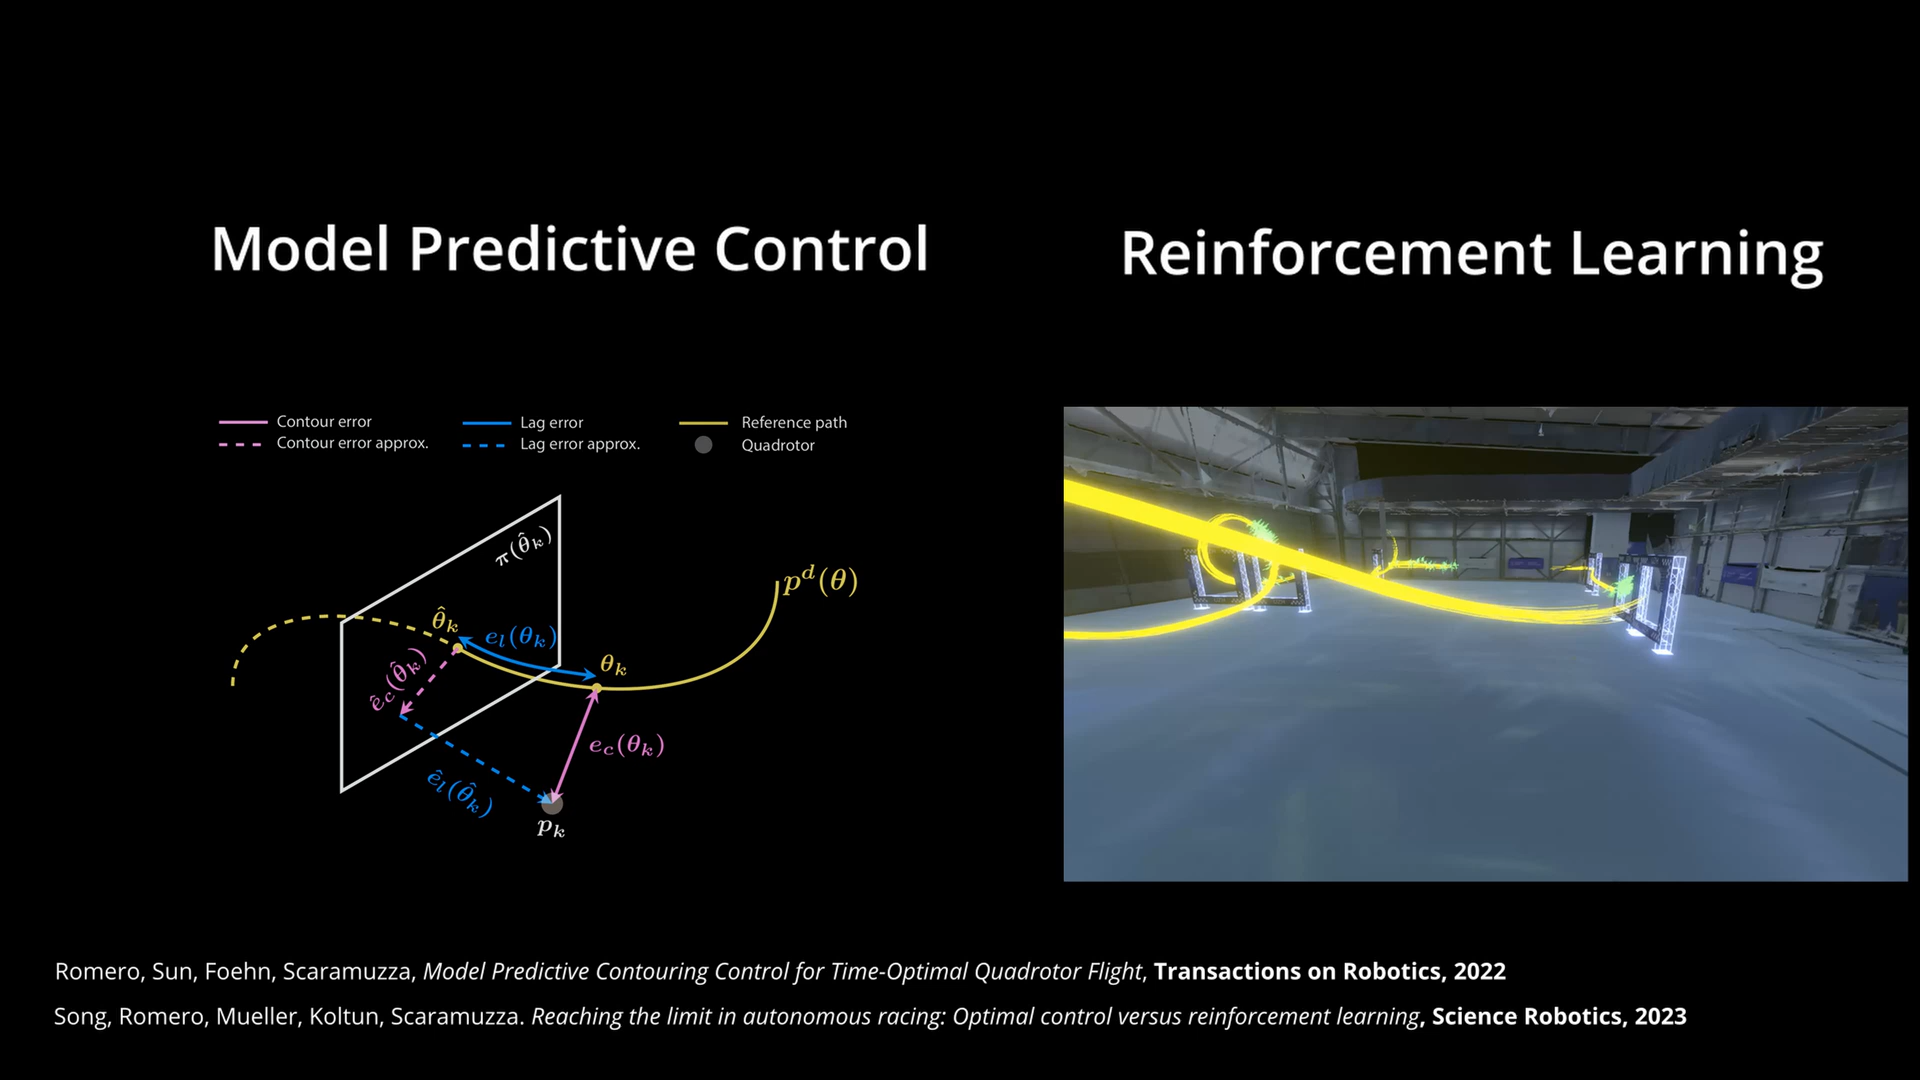 Model Predictive Control
Reinforcement Learning
Contour error
Lag error
Reference path
Contour error approx.
Lag error approx.
Quadrotor
π(θ̂ₖ)
pᵈ(θ)
θ̂ₖ
eₗ(θₖ)
θₖ
ê_c(θ̂ₖ)
e_c(θₖ)
êₗ(θ̂ₖ)
pₖ
Romero, Sun, Foehn, Scaramuzza, Model Predictive Contouring Control for Time-Optimal Quadrotor Flight, Transactions on Robotics, 2022
Song, Romero, Mueller, Koltun, Scaramuzza. Reaching the limit in autonomous racing: Optimal control versus reinforcement learning, Science Robotics, 2023